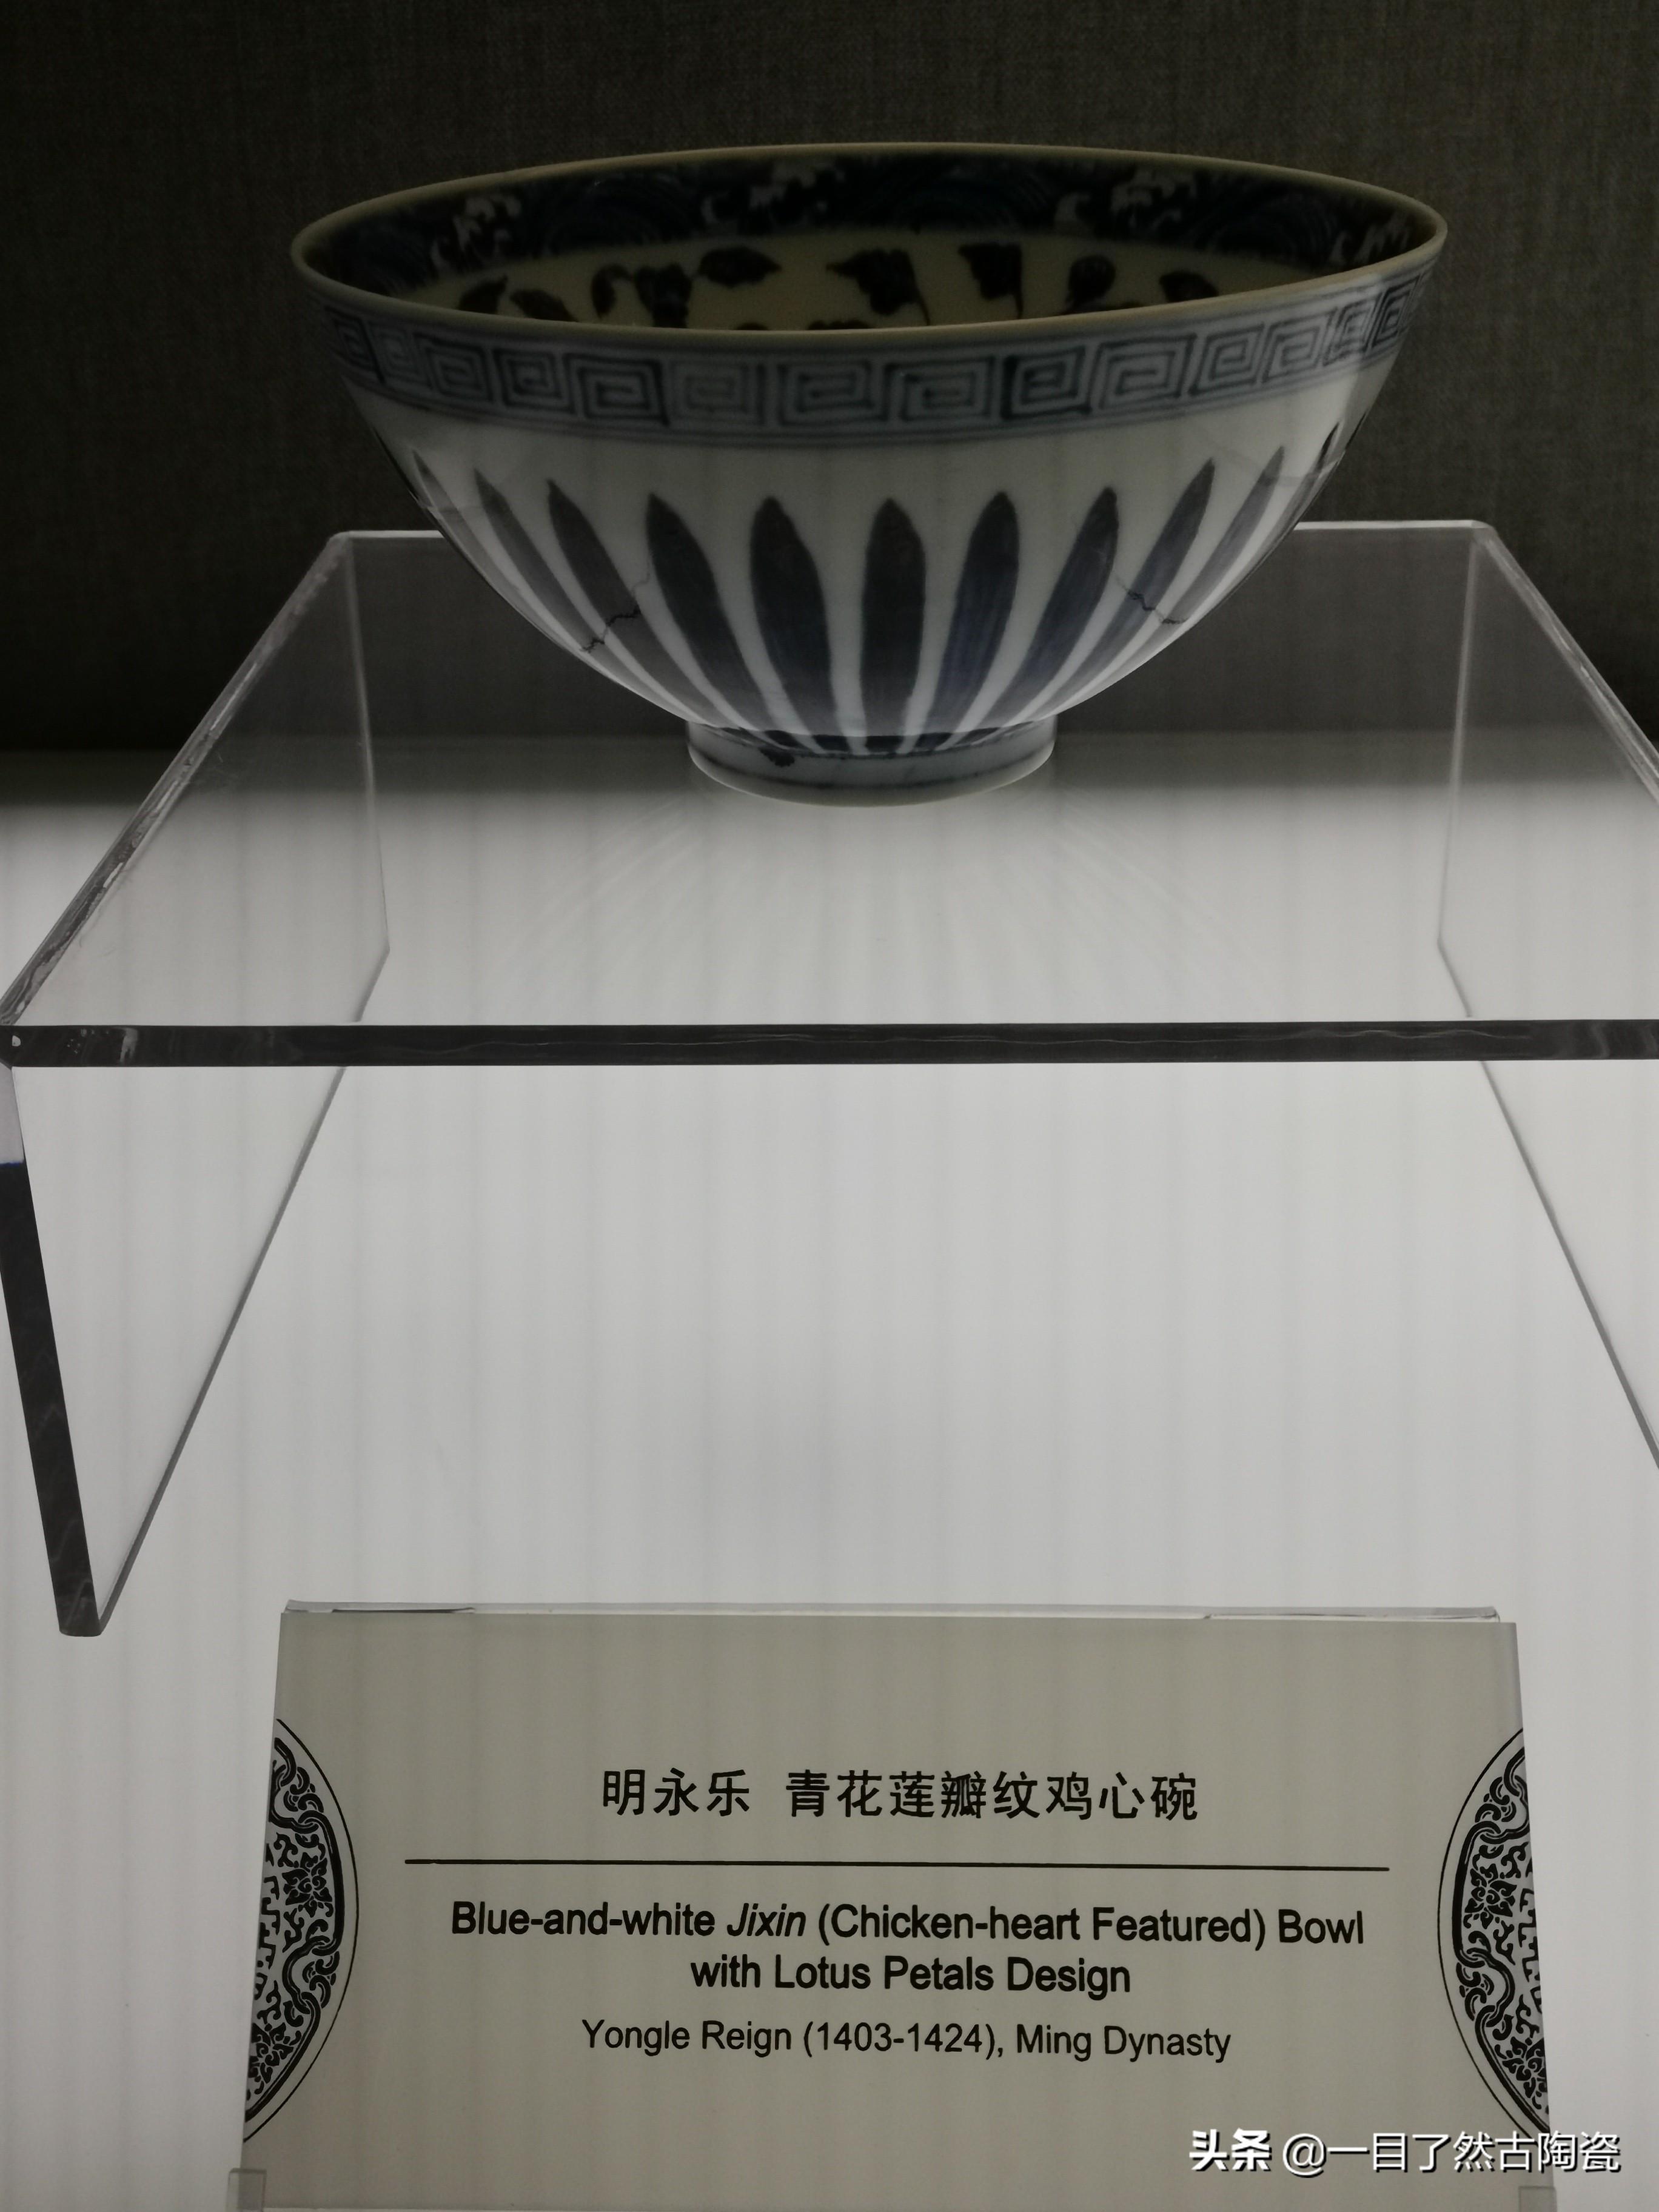 明永乐 青花莲瓣纹鸡心碗
Blue-and-white Jixin (Chicken-heart Featured) Bowl
with Lotus Petals Design
Yongle Reign (1403-1424), Ming Dynasty
头条 @一目了然古陶瓷